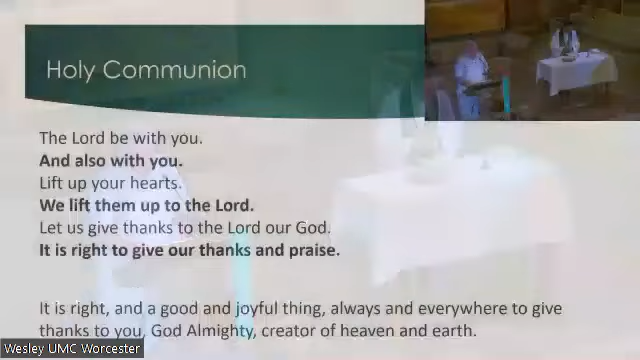 Holy Communion
The Lord be with you.
And also with you.
Lift up your hearts.
We lift them up to the Lord.
Let us give thanks to the Lord our God.
It is right to give our thanks and praise.
It is right, and a good and joyful thing, always and everywhere to give
thanks to you, God Almighty, creator of heaven and earth.
Wesley UMC Worcester